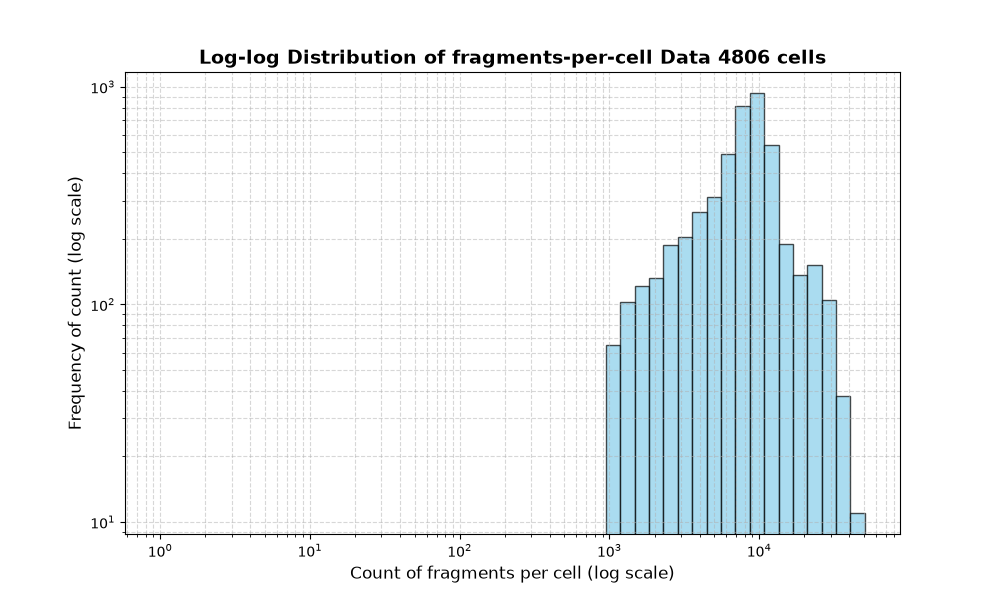 Log-log Distribution of fragments-per-cell Data 4806 cells
Frequency of count (log scale)
10³
10²
10¹
10⁰ 10¹ 10² 10³ 10⁴
Count of fragments per cell (log scale)